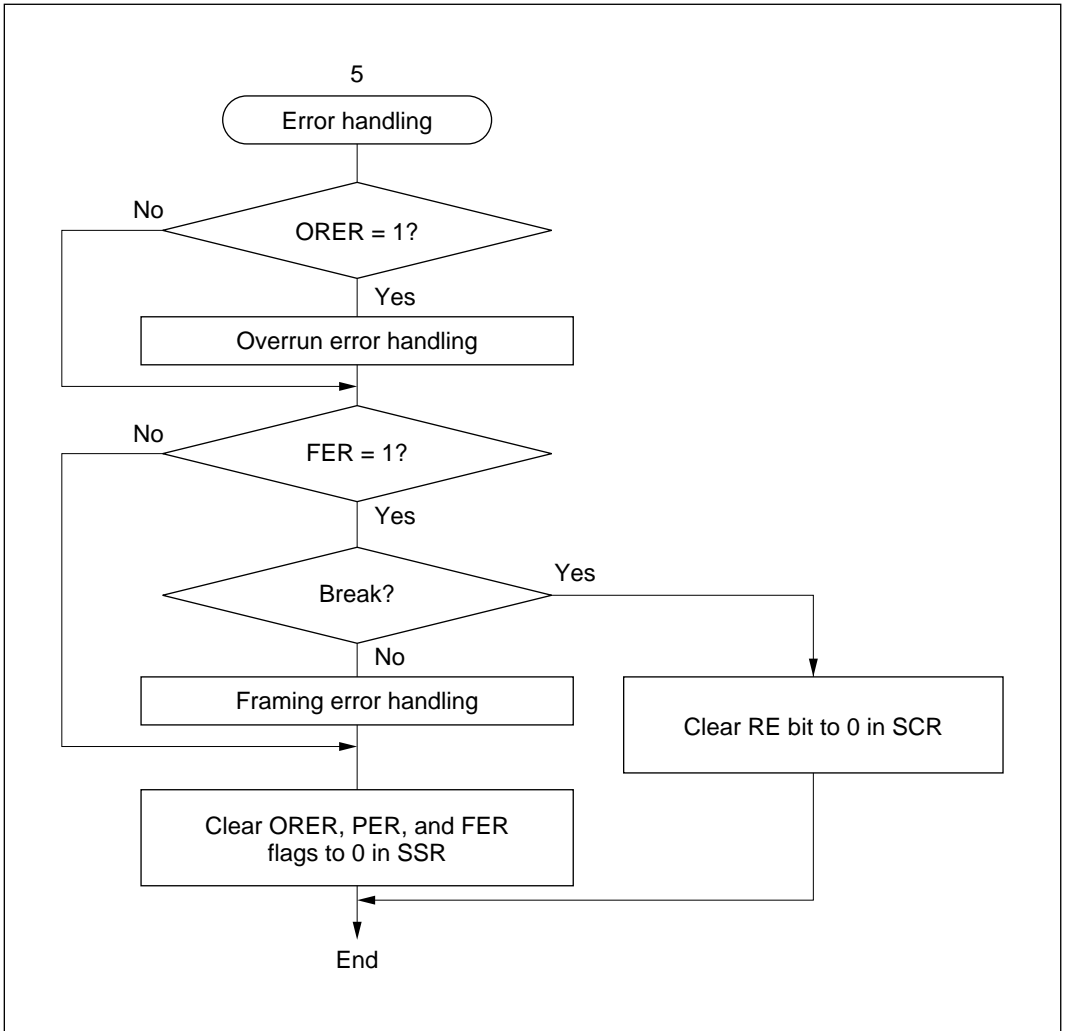 5
Error handling
No
ORER = 1?
Yes
Overrun error handling
No
FER = 1?
Yes
Break?
Yes
No
Framing error handling
Clear RE bit to 0 in SCR
Clear ORER, PER, and FER
flags to 0 in SSR
End